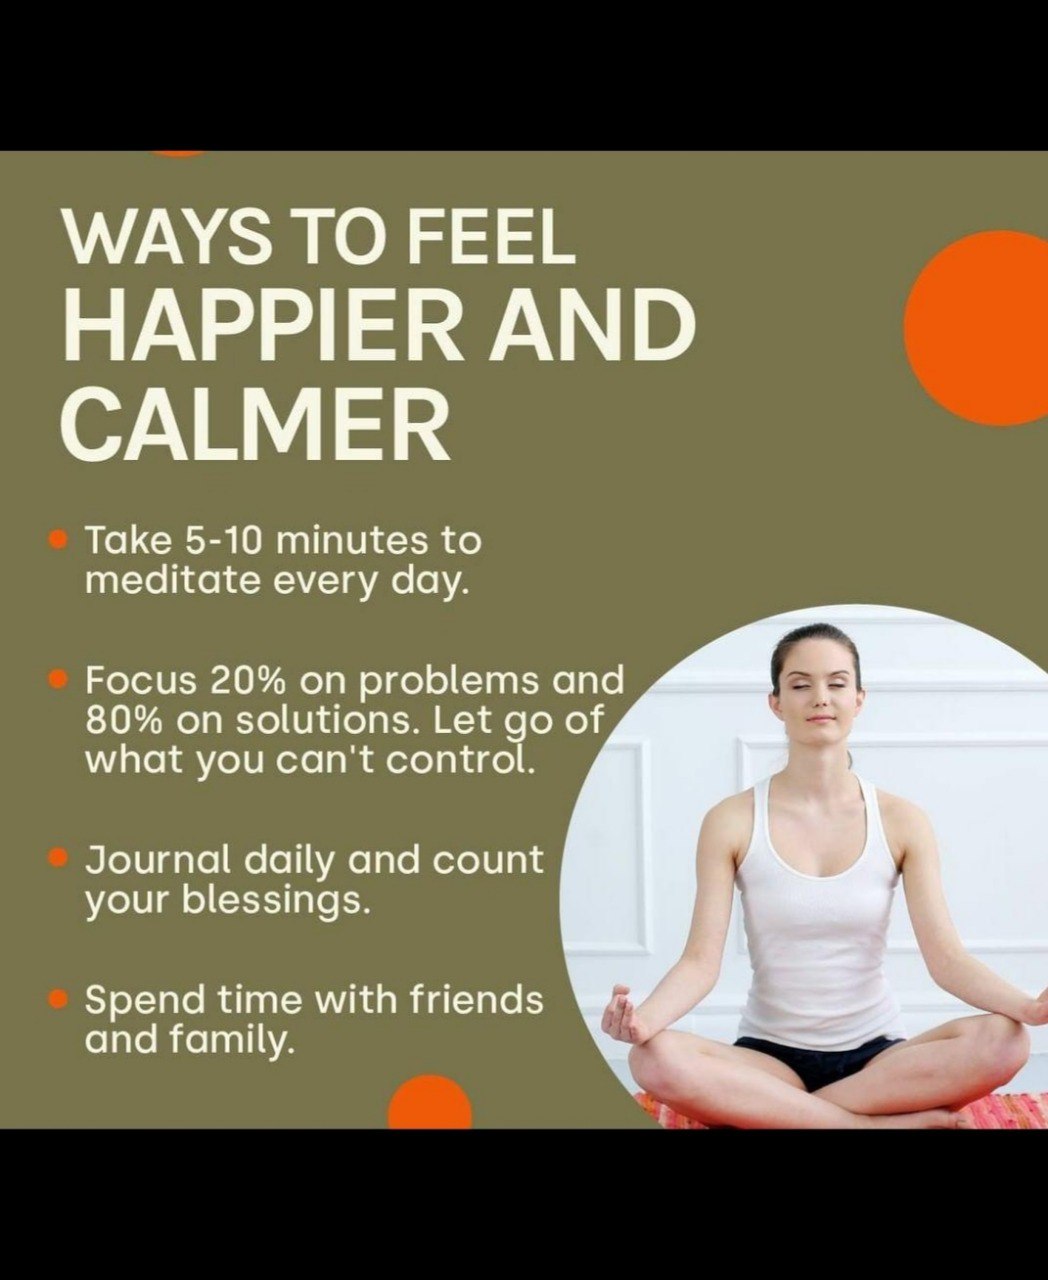 WAYS TO FEEL
HAPPIER AND
CALMER
Take 5-10 minutes to
meditate every day.
Focus 20% on problems and
80% on solutions. Let go of
what you can't control.
Journal daily and count
your blessings.
Spend time with friends
and family.